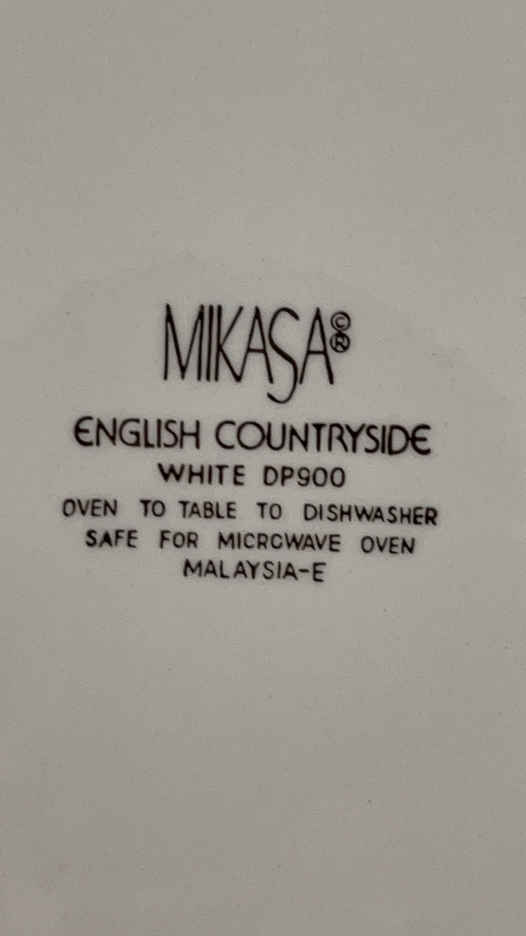 MIKASA©®
ENGLISH COUNTRYSIDE
WHITE DP900
OVEN TO TABLE TO DISHWASHER
SAFE FOR MICROWAVE OVEN
MALAYSIA-E